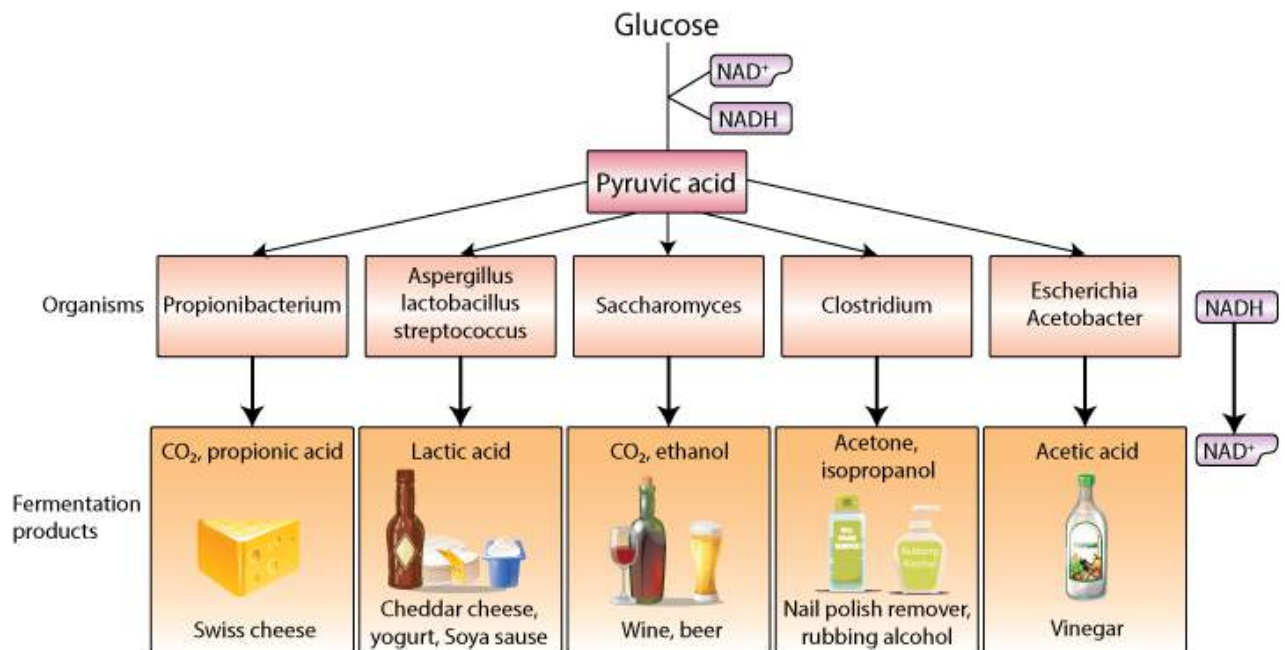 Glucose
NAD⁺
NADH
Pyruvic acid
Organisms
Propionibacterium
Aspergillus
lactobacillus
streptococcus
Saccharomyces
Clostridium
Escherichia
Acetobacter
NADH
NAD⁺
Fermentation
products
CO₂, propionic acid
Swiss cheese
Lactic acid
Cheddar cheese,
yogurt, Soya sause
CO₂, ethanol
Wine, beer
Acetone,
isopropanol
Rubbing
Alcohol
Nail polish remover,
rubbing alcohol
Acetic acid
Vinegar